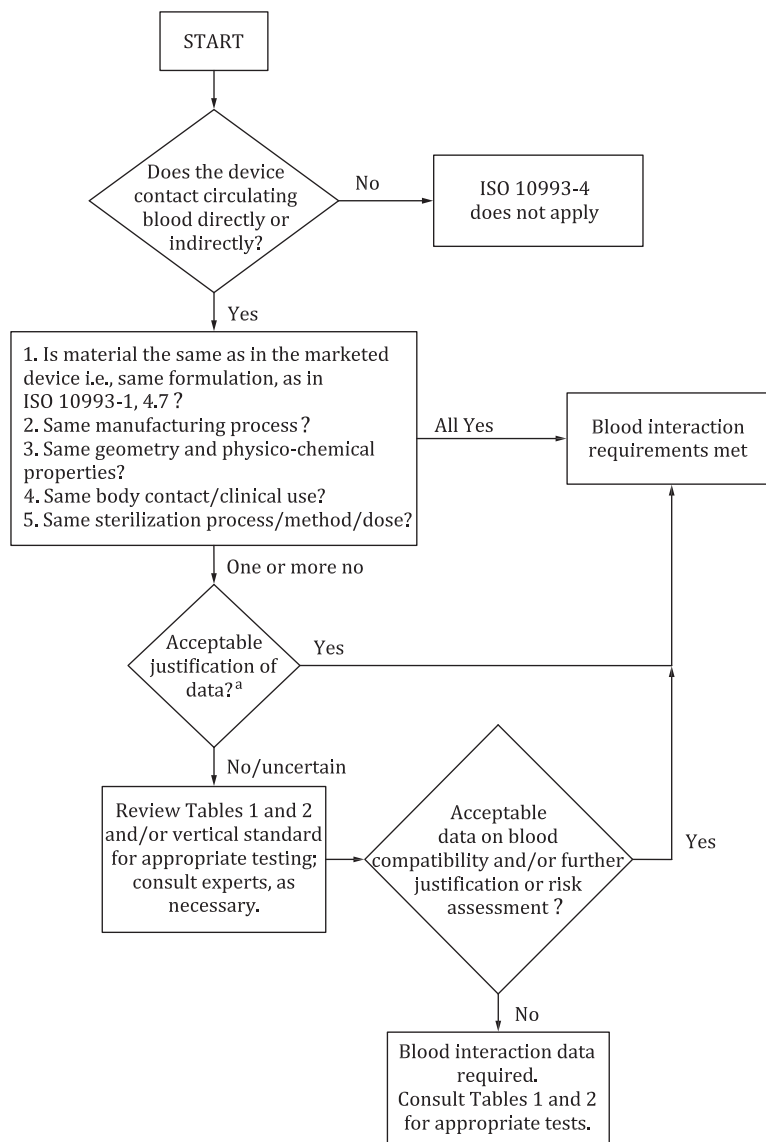 START
Does the device
contact circulating
blood directly or
indirectly?
No
ISO 10993-4
does not apply
Yes
1. Is material the same as in the marketed
device i.e., same formulation, as in
ISO 10993-1, 4.7 ?
2. Same manufacturing process?
3. Same geometry and physico-chemical
properties?
4. Same body contact/clinical use?
5. Same sterilization process/method/dose?
All Yes
Blood interaction
requirements met
One or more no
Acceptable
justification of
data?a
Yes
No/uncertain
Review Tables 1 and 2
and/or vertical standard
for appropriate testing;
consult experts, as
necessary.
Acceptable
data on blood
compatibility and/or further
justification or risk
assessment ?
Yes
No
Blood interaction data
required.
Consult Tables 1 and 2
for appropriate tests.